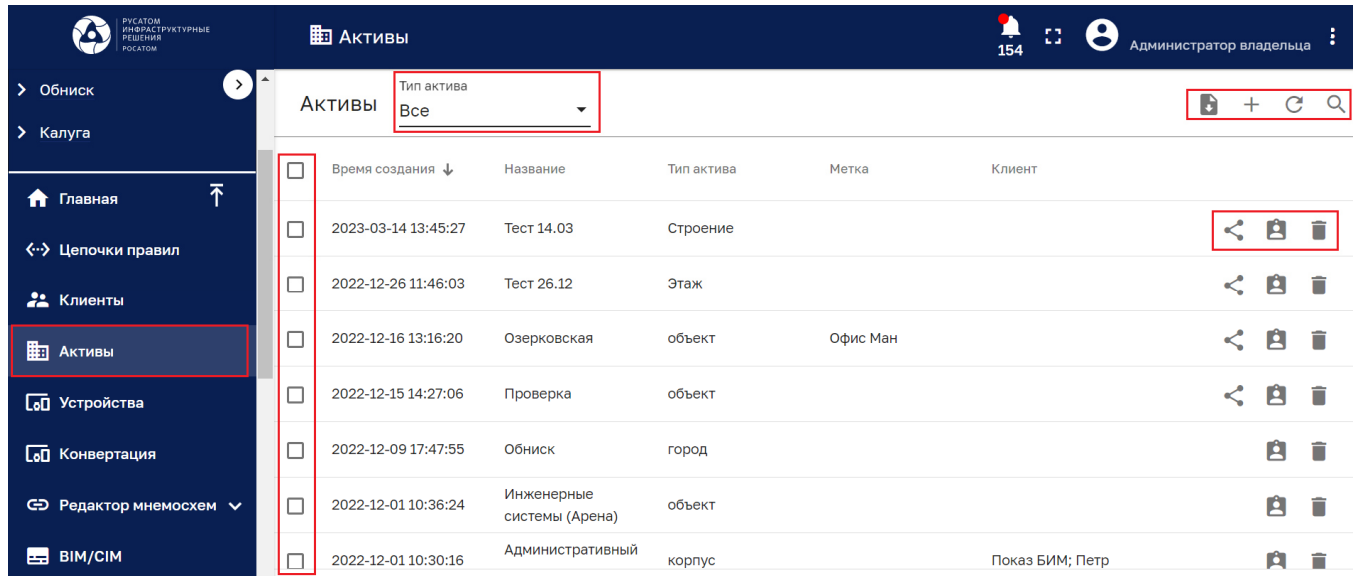 РУСАТОМ
ИНФРАСТРУКТУРНЫЕ
РЕШЕНИЯ
РОСАТОМ
Активы
154
Администратор владельца
Обниск
Калуга
Главная
Цепочки правил
Клиенты
Активы
Устройства
Конвертация
Редактор мнемосхем
BIM/CIM
Активы
Тип актива
Все
Время создания Название Тип актива Метка Клиент
2023-03-14 13:45:27 Тест 14.03 Строение
2022-12-26 11:46:03 Тест 26.12 Этаж
2022-12-16 13:16:20 Озерковская объект Офис Ман
2022-12-15 14:27:06 Проверка объект
2022-12-09 17:47:55 Обниск город
2022-12-01 10:36:24 Инженерные системы (Арена) объект
2022-12-01 10:30:16 Административный корпус Показ БИМ; Петр